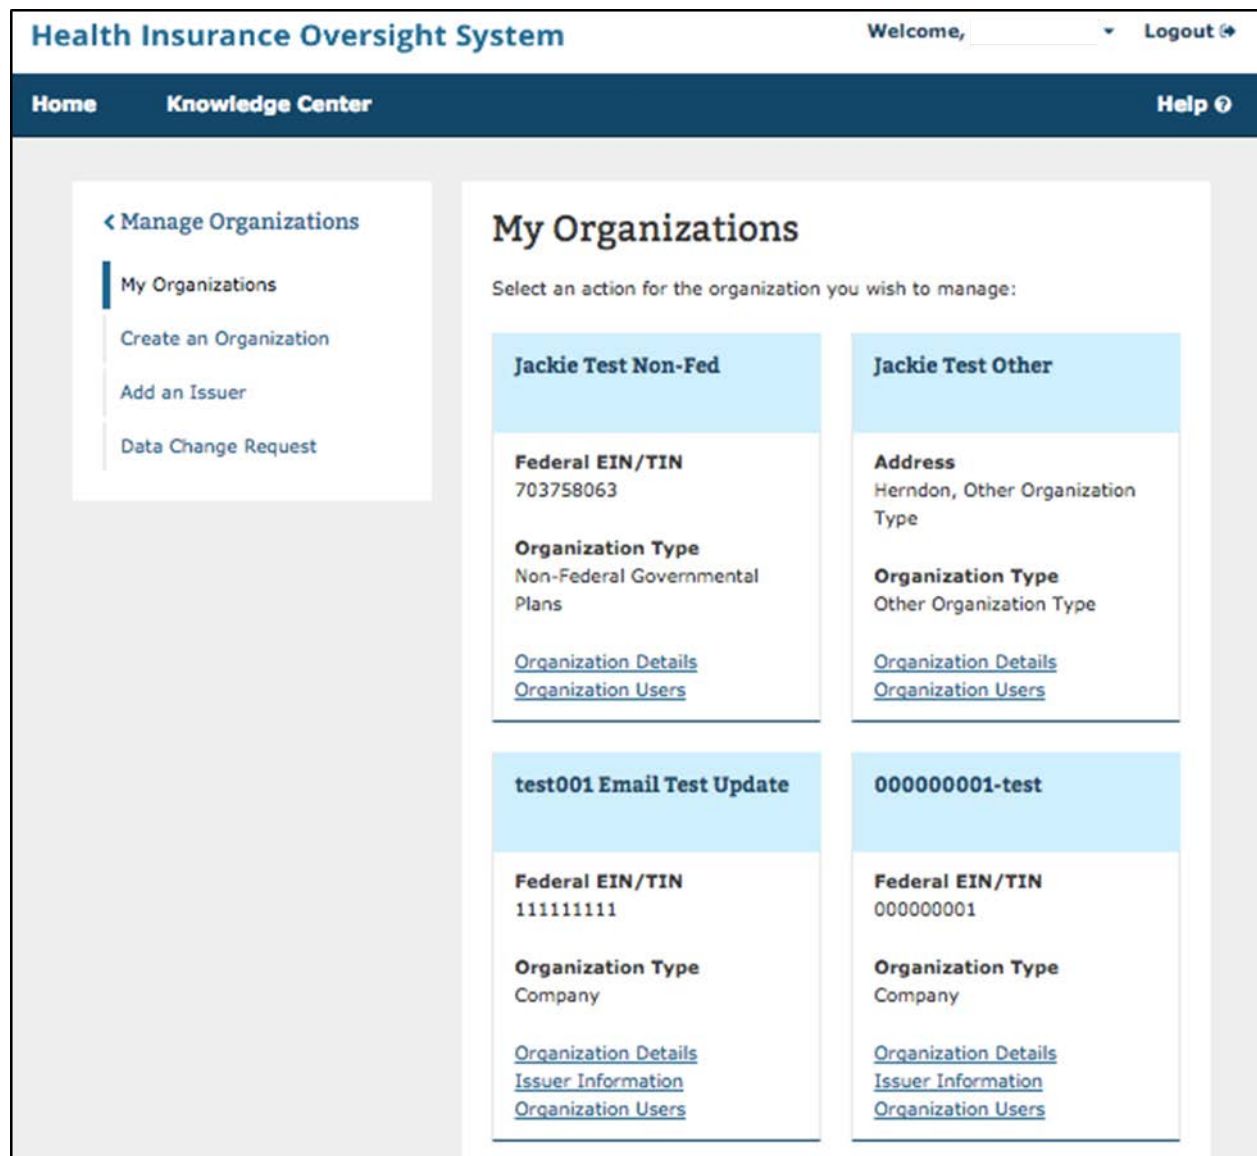 Health Insurance Oversight System
Welcome,
Logout
Home
Knowledge Center
Help
Manage Organizations
My Organizations
Create an Organization
Add an Issuer
Data Change Request
My Organizations
Select an action for the organization you wish to manage:
Jackie Test Non-Fed
Federal EIN/TIN
703758063
Organization Type
Non-Federal Governmental
Plans
Organization Details
Organization Users
Jackie Test Other
Address
Herndon, Other Organization
Type
Organization Type
Other Organization Type
Organization Details
Organization Users
test001 Email Test Update
Federal EIN/TIN
111111111
Organization Type
Company
Organization Details
Issuer Information
Organization Users
000000001-test
Federal EIN/TIN
000000001
Organization Type
Company
Organization Details
Issuer Information
Organization Users